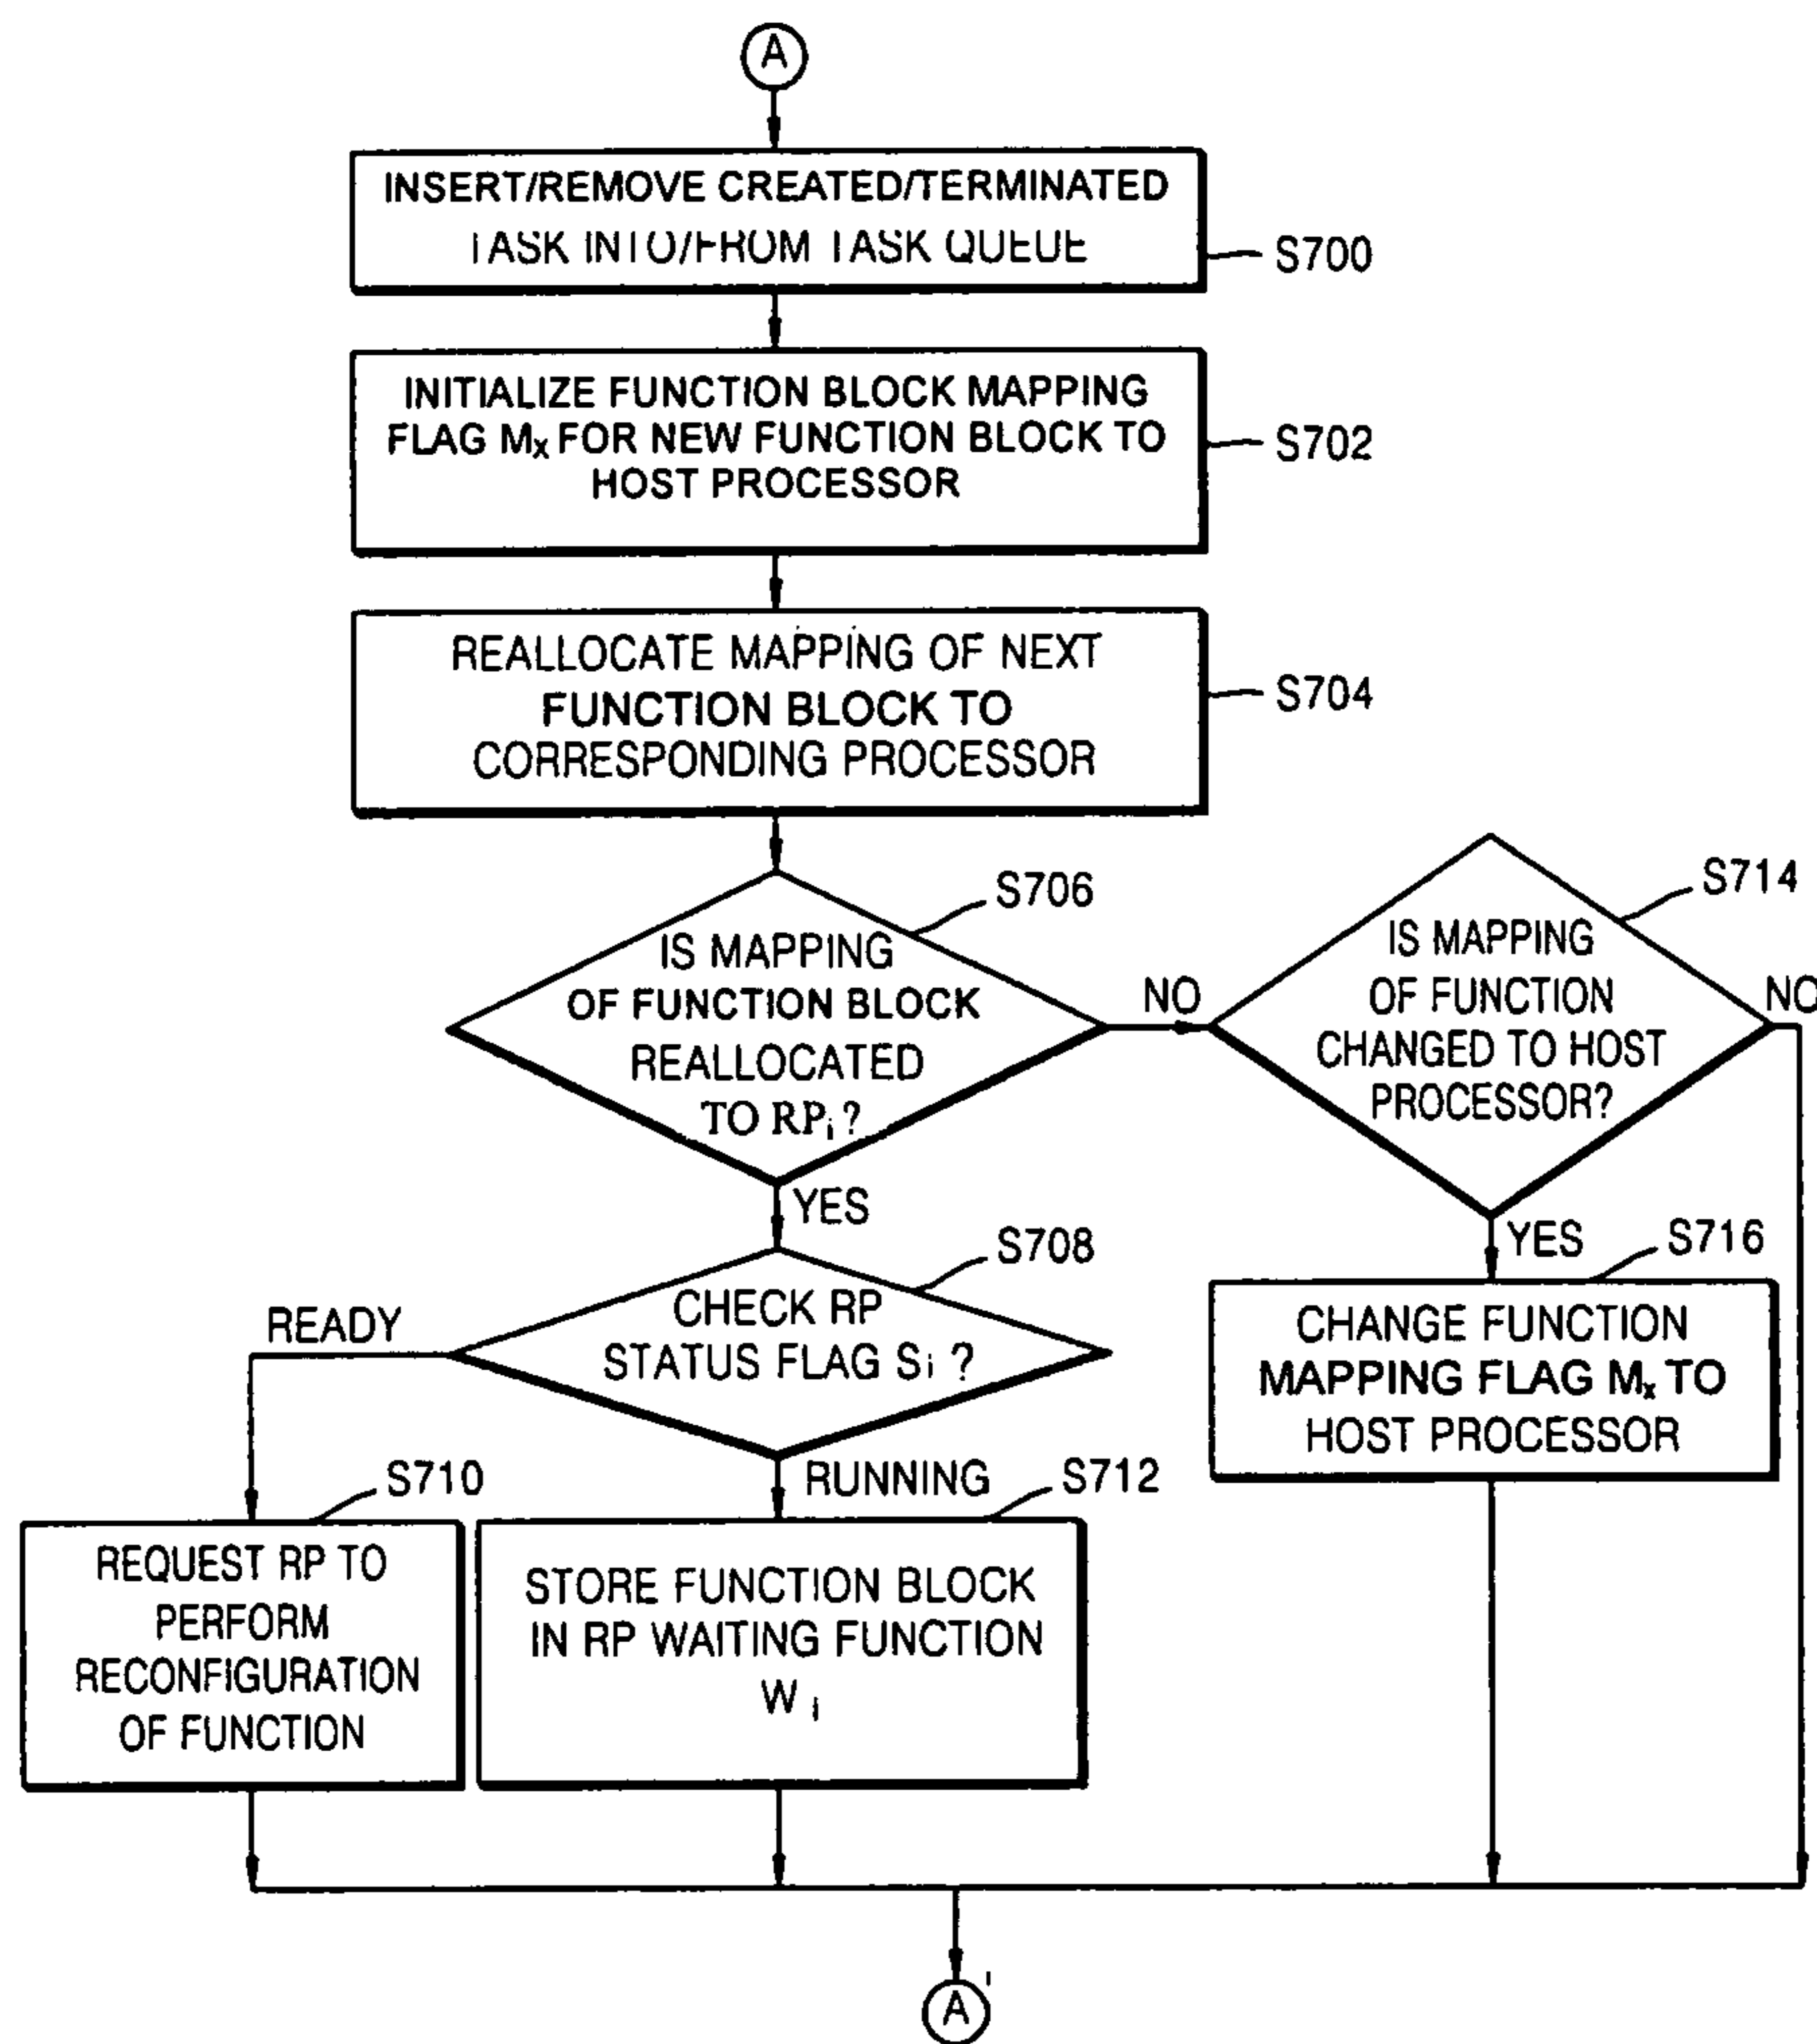 A
INSERT/REMOVE CREATED/TERMINATED
TASK INTO/FROM TASK QUEUE
S700
INITIALIZE FUNCTION BLOCK MAPPING
FLAG Mx FOR NEW FUNCTION BLOCK TO
HOST PROCESSOR
S702
REALLOCATE MAPPING OF NEXT
FUNCTION BLOCK TO
CORRESPONDING PROCESSOR
S704
S706
IS MAPPING
OF FUNCTION BLOCK
REALLOCATED
TO RPi?
NO
YES
S714
IS MAPPING
OF FUNCTION
CHANGED TO HOST
PROCESSOR?
NO
YES
S708
CHECK RP
STATUS FLAG Si ?
READY
RUNNING
S716
CHANGE FUNCTION
MAPPING FLAG Mx TO
HOST PROCESSOR
S710
REQUEST RP TO
PERFORM
RECONFIGURATION
OF FUNCTION
S712
STORE FUNCTION BLOCK
IN RP WAITING FUNCTION
W i
A'